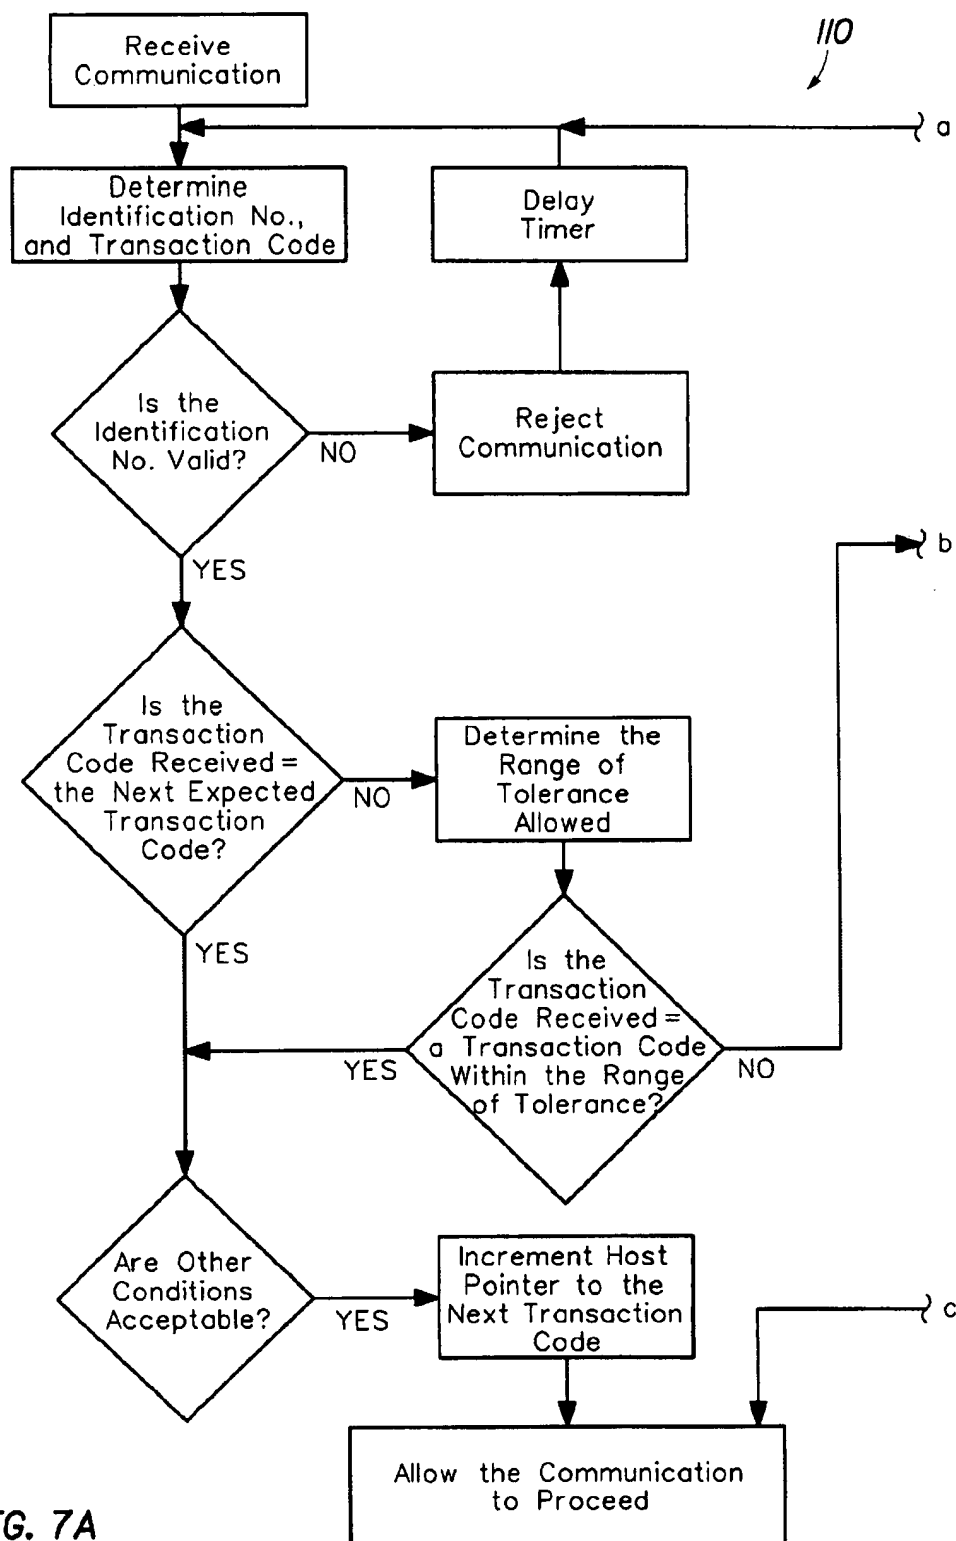 Receive
Communication
110
a
Determine
Identification No.,
and Transaction Code
Delay
Timer
Is the
Identification
No. Valid?
NO
Reject
Communication
YES
b
Is the
Transaction
Code Received =
the Next Expected
Transaction
Code?
NO
Determine the
Range of
Tolerance
Allowed
YES
Is the
Transaction
Code Received =
a Transaction Code
Within the Range
of Tolerance?
YES
NO
Are Other
Conditions
Acceptable?
YES
Increment Host
Pointer to the
Next Transaction
Code
c
Allow the Communication
to Proceed
G. 7A